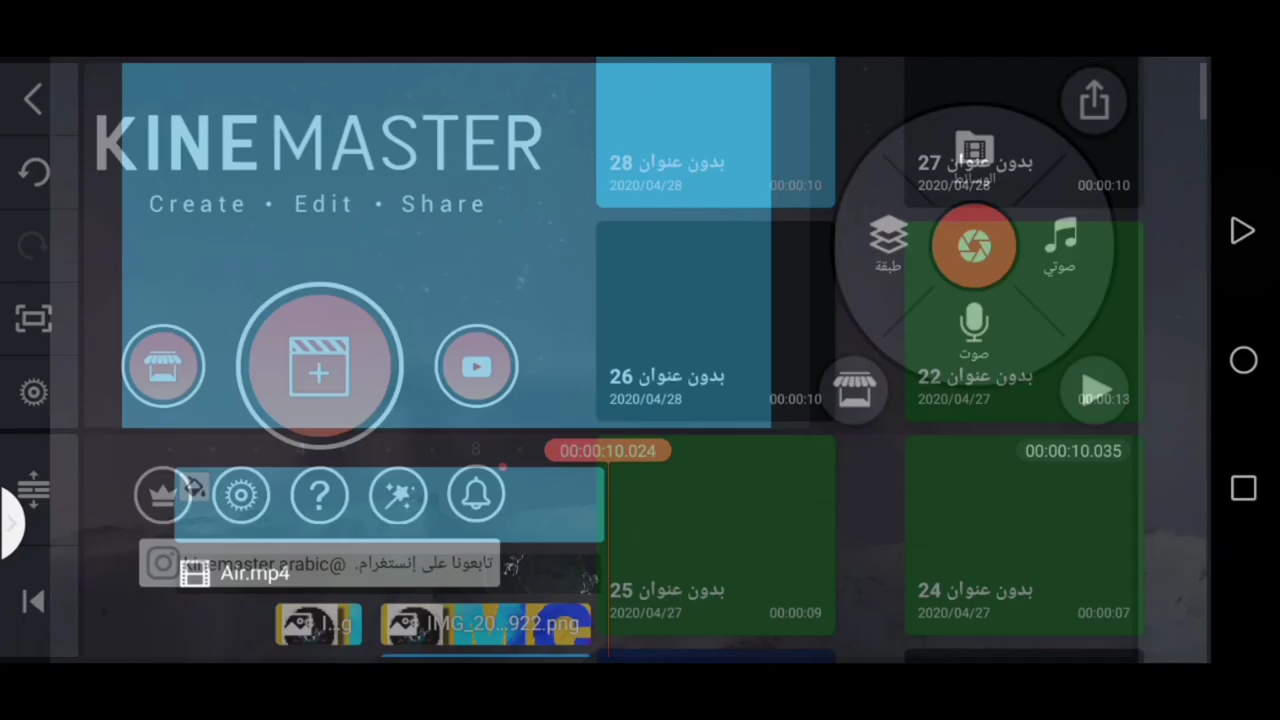 KINEMASTER
Create • Edit • Share
بدون عنوان 28
2020/04/28
00:00:10
بدون عنوان 27
2020/04/28
00:00:10
الوسائط
طبقة
صوتي
صوت
بدون عنوان 26
2020/04/28
00:00:10
بدون عنوان 22
2020/04/27
00:00:13
4
8
00:00:10.024
00:00:10.035
تابعونا على إنستغرام. @kinemaster.arabic
Air.mp4
بدون عنوان 25
2020/04/27
00:00:09
بدون عنوان 24
2020/04/27
00:00:07
I...g
IMG_20...922.png